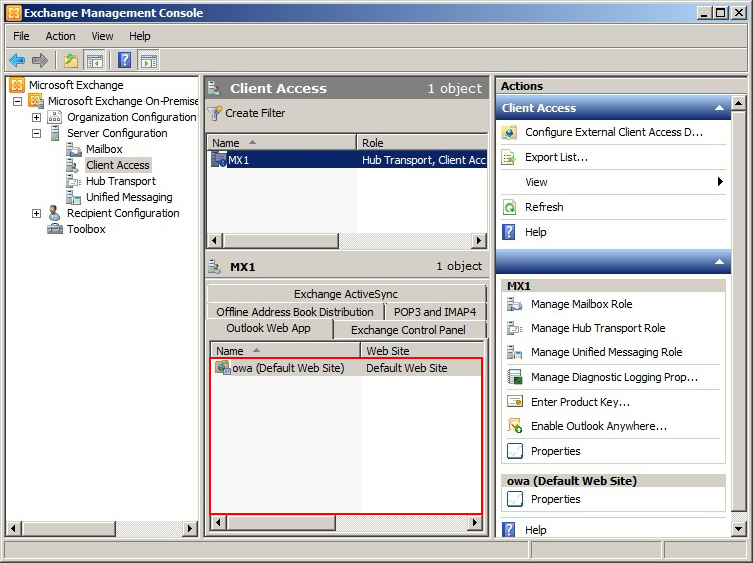 Exchange Management Console
File Action View Help
Microsoft Exchange
Microsoft Exchange On-Premise
Organization Configuration
Server Configuration
Mailbox
Client Access
Hub Transport
Unified Messaging
Recipient Configuration
Toolbox
Client Access 1 object
Create Filter
Name Role
MX1 Hub Transport, Client Acc
MX1 1 object
Exchange ActiveSync
Offline Address Book Distribution POP3 and IMAP4
Outlook Web App Exchange Control Panel
Name Web Site
owa (Default Web Site) Default Web Site
Actions
Client Access
Configure External Client Access D...
Export List...
View
Refresh
Help
MX1
Manage Mailbox Role
Manage Hub Transport Role
Manage Unified Messaging Role
Manage Diagnostic Logging Prop...
Enter Product Key...
Enable Outlook Anywhere...
Properties
owa (Default Web Site)
Properties
Help